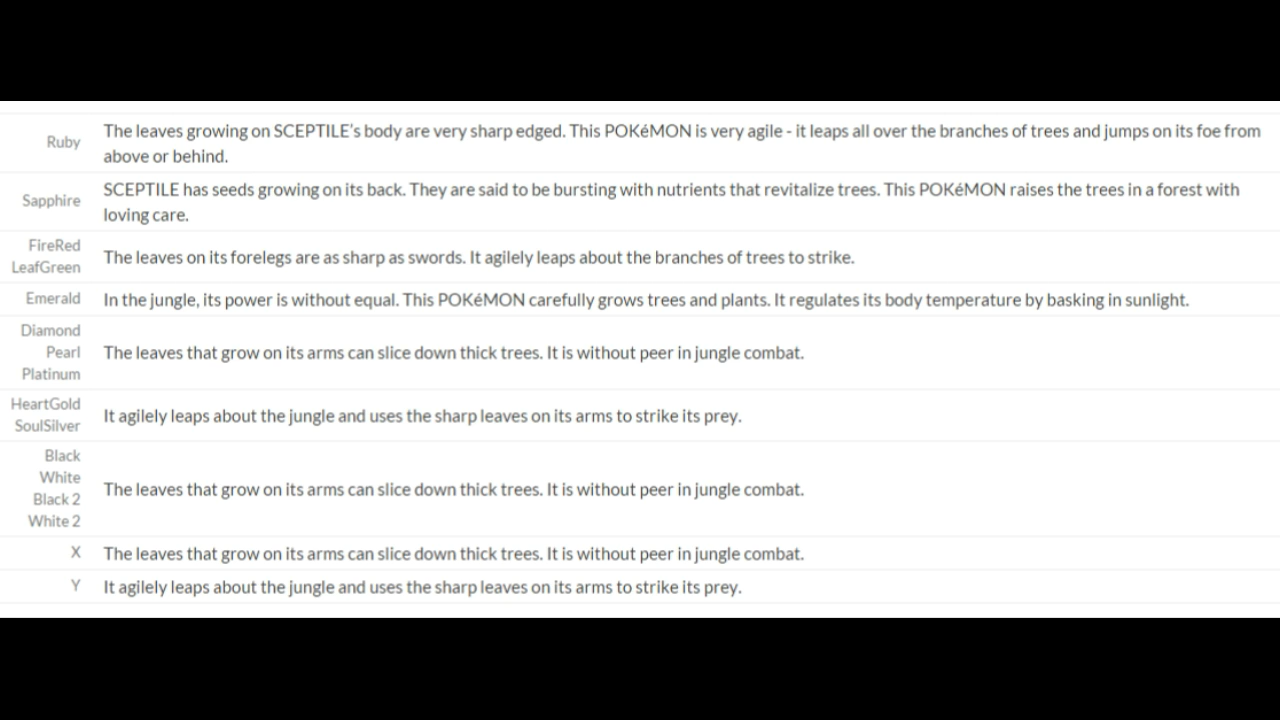 Ruby
The leaves growing on SCEPTILE's body are very sharp edged. This POKéMON is very agile - it leaps all over the branches of trees and jumps on its foe from
above or behind.
Sapphire
SCEPTILE has seeds growing on its back. They are said to be bursting with nutrients that revitalize trees. This POKéMON raises the trees in a forest with
loving care.
FireRed
LeafGreen
The leaves on its forelegs are as sharp as swords. It agilely leaps about the branches of trees to strike.
Emerald
In the jungle, its power is without equal. This POKéMON carefully grows trees and plants. It regulates its body temperature by basking in sunlight.
Diamond
Pearl
Platinum
The leaves that grow on its arms can slice down thick trees. It is without peer in jungle combat.
HeartGold
SoulSilver
It agilely leaps about the jungle and uses the sharp leaves on its arms to strike its prey.
Black
White
Black 2
White 2
The leaves that grow on its arms can slice down thick trees. It is without peer in jungle combat.
X
The leaves that grow on its arms can slice down thick trees. It is without peer in jungle combat.
Y
It agilely leaps about the jungle and uses the sharp leaves on its arms to strike its prey.